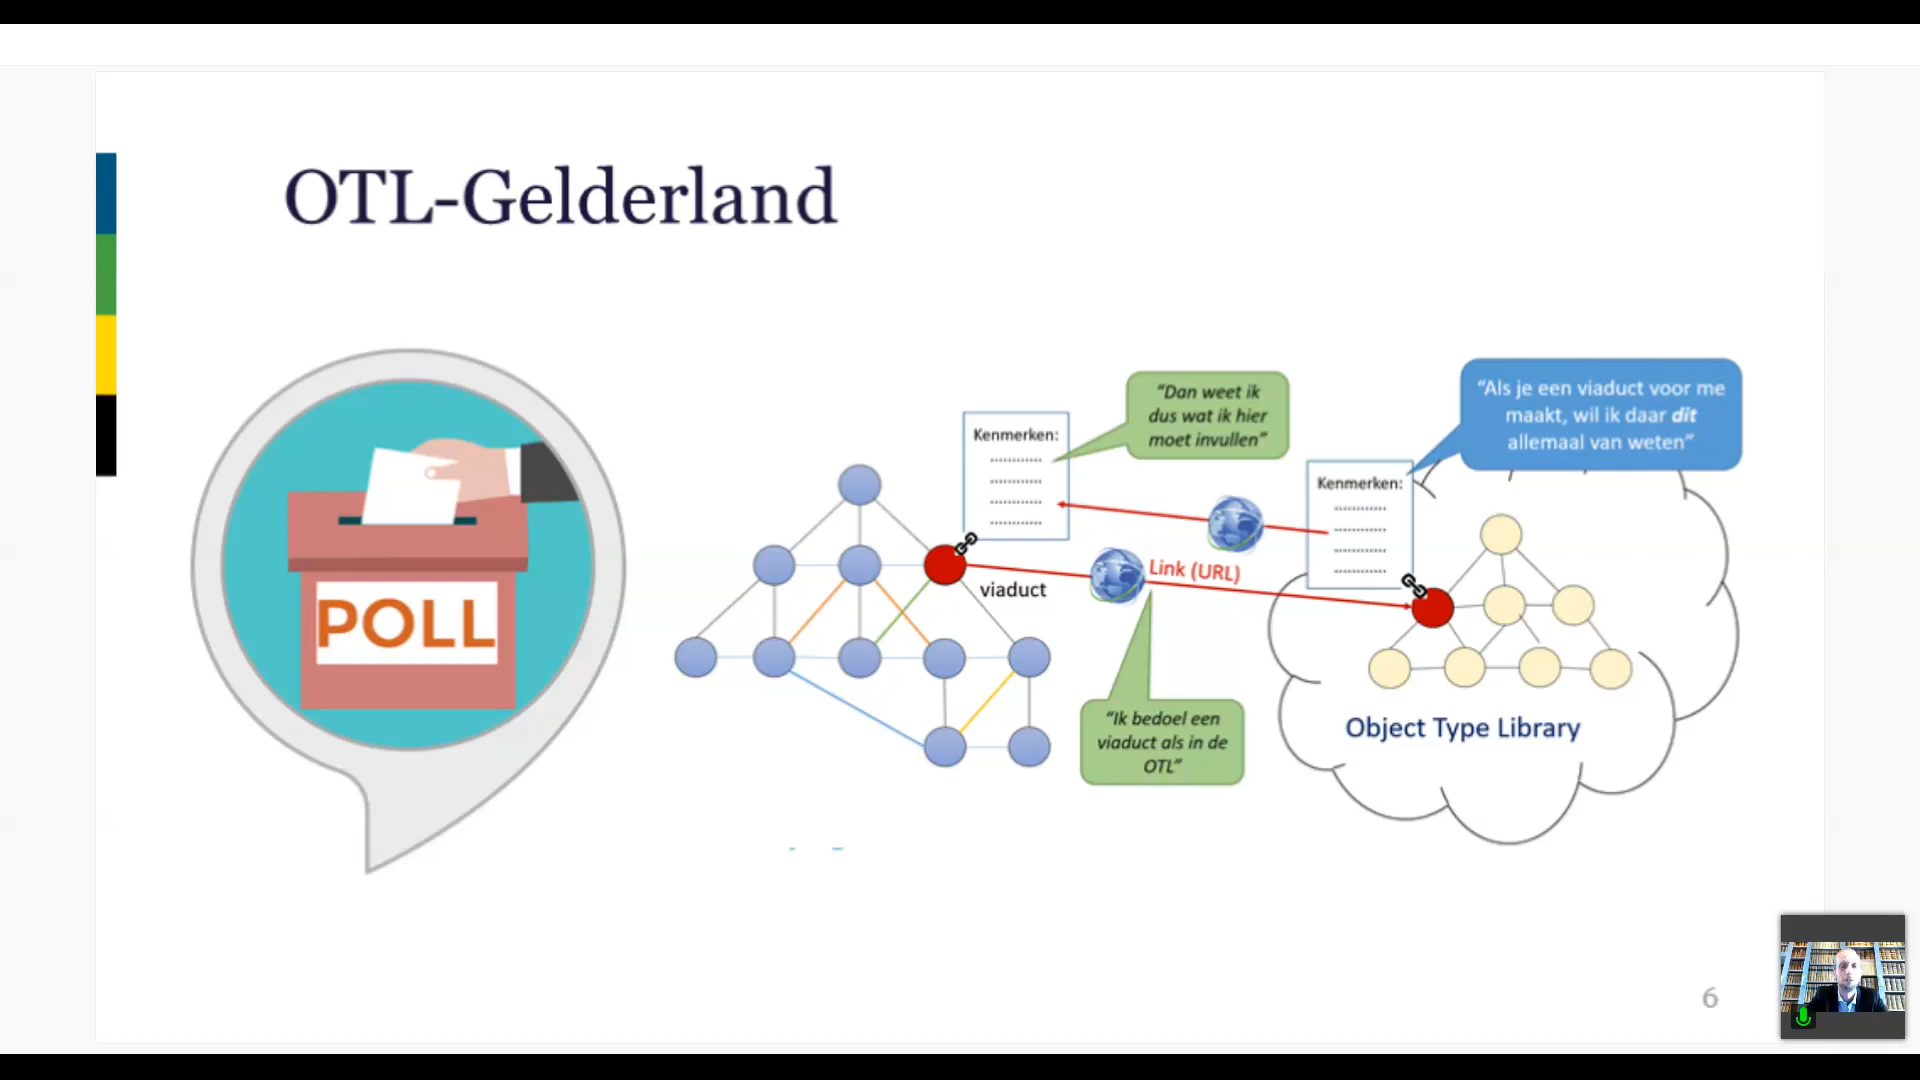 OTL-Gelderland
POLL
Kenmerken:
“Dan weet ik
dus wat ik hier
moet invullen”
viaduct
Link (URL)
“Ik bedoel een
viaduct als in de
OTL”
Kenmerken:
“Als je een viaduct voor me
maakt, wil ik daar dit
allemaal van weten”
Object Type Library
6